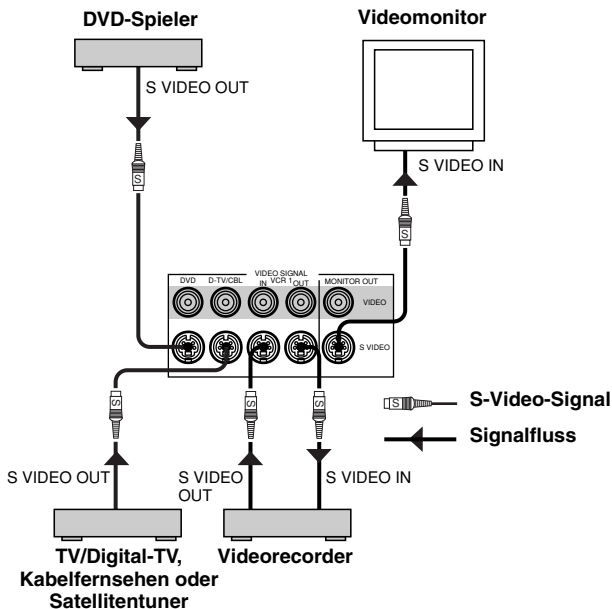 DVD-Spieler
Videomonitor
S VIDEO OUT
S VIDEO IN
S
S
VIDEO SIGNAL
DVD
D-TV/CBL
IN
VCR 1
OUT
MONITOR OUT
VIDEO
S VIDEO
S
S
S
S
S-Video-Signal
Signalfluss
S VIDEO OUT
S VIDEO
OUT
S VIDEO IN
TV/Digital-TV,
Kabelfernsehen oder
Satellitentuner
Videorecorder